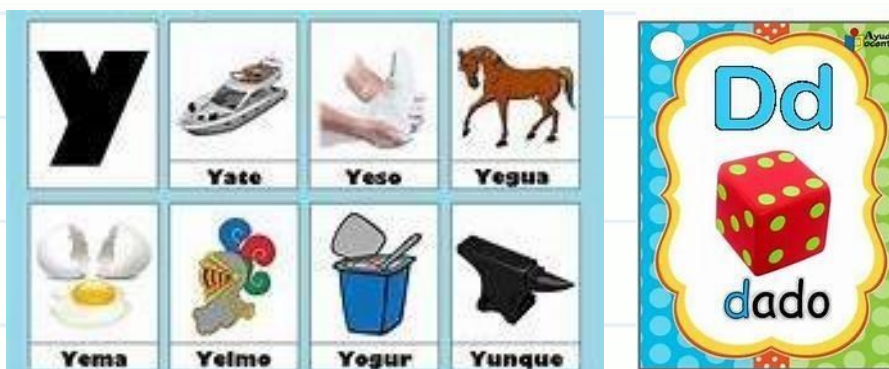 Y
Yate
Yeso
Yegua
Yema
Yelmo
Yogur
Yunque
Dd
dado